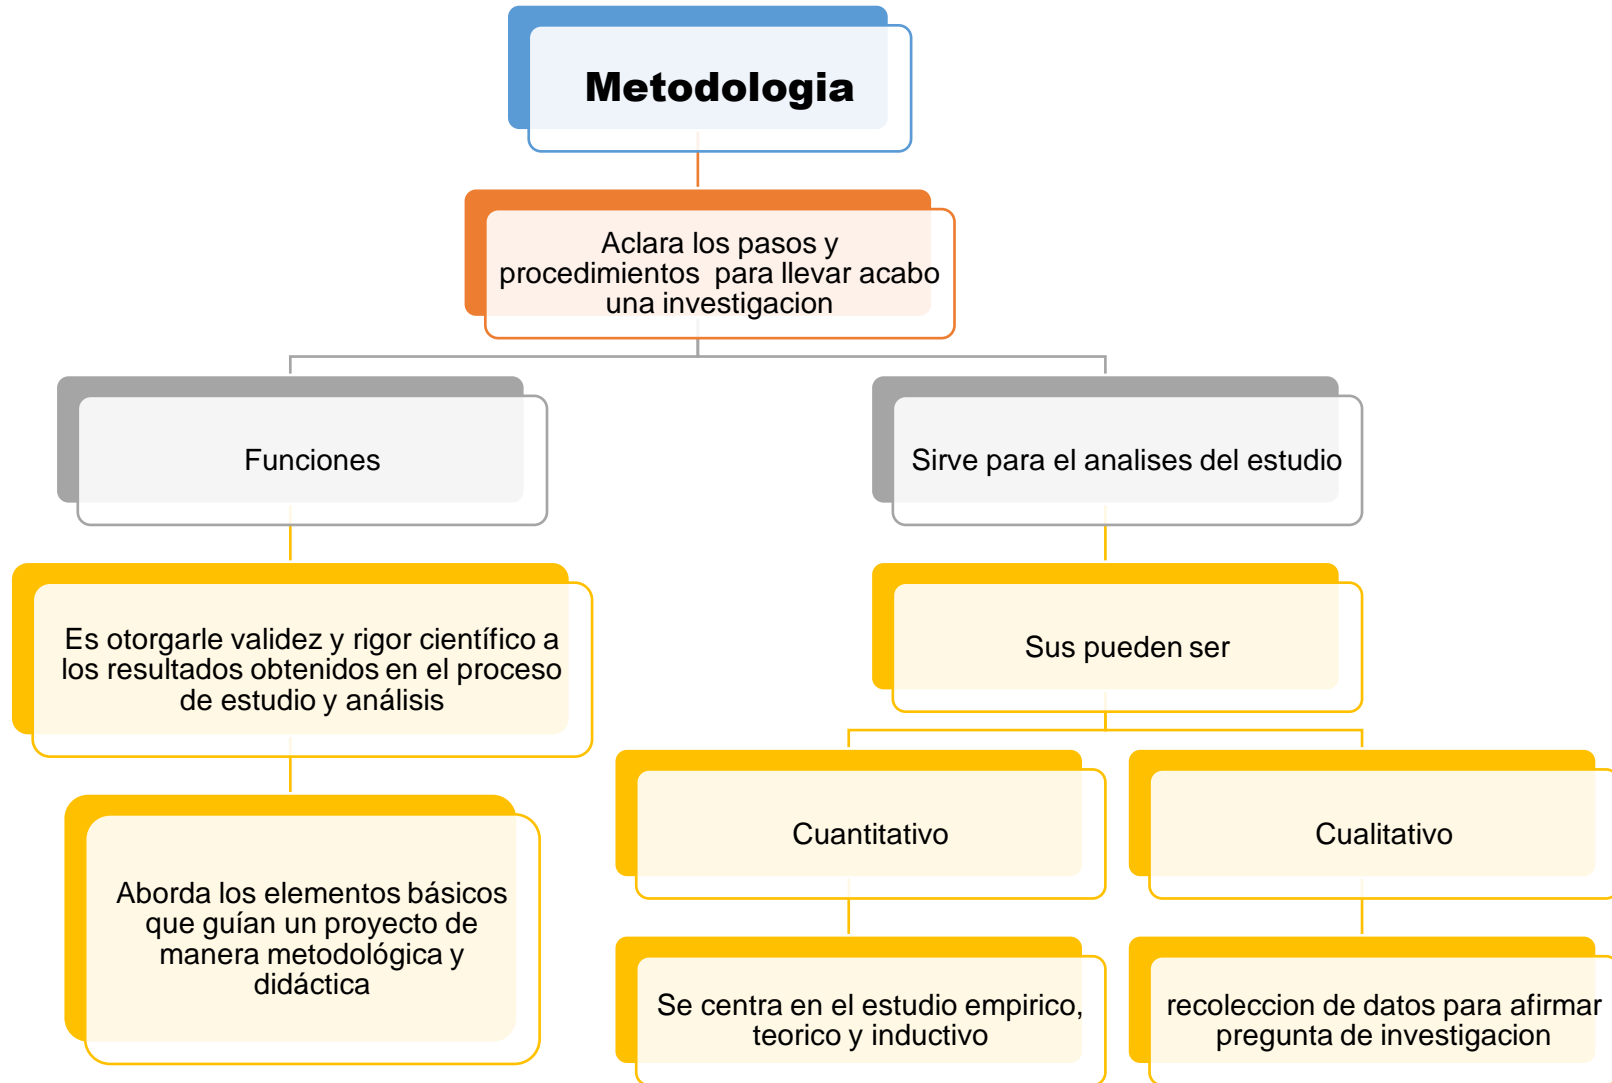 Metodologia
Aclara los pasos y
procedimientos para llevar acabo
una investigacion
Funciones
Sirve para el analises del estudio
Es otorgarle validez y rigor científico a
los resultados obtenidos en el proceso
de estudio y análisis
Sus pueden ser
Aborda los elementos básicos
que guían un proyecto de
manera metodológica y
didáctica
Cuantitativo
Cualitativo
Se centra en el estudio empirico,
teorico y inductivo
recoleccion de datos para afirmar
pregunta de investigacion